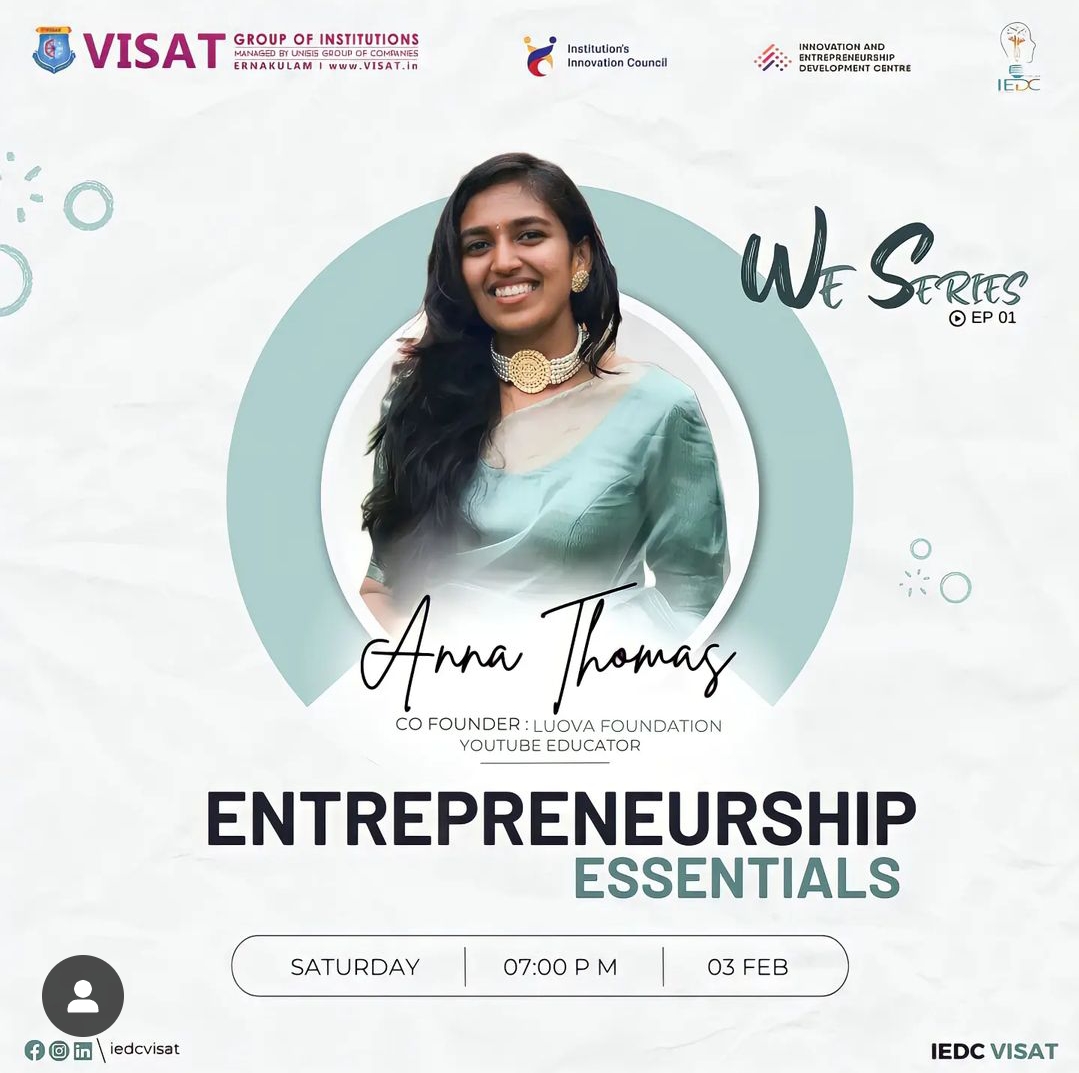 VISAT GROUP OF INSTITUTIONS
MANAGED BY UNISIS GROUP OF COMPANIES
ERNAKULAM | www.VISAT.in
Institution's
Innovation Council
INNOVATION AND
ENTREPRENEURSHIP
DEVELOPMENT CENTRE
IEDC
WE SERIES
EP 01
Anna Thomas
CO FOUNDER : LUOVA FOUNDATION
YOUTUBE EDUCATOR
ENTREPRENEURSHIP
ESSENTIALS
SATURDAY
07:00 P M
03 FEB
iedcvisat
IEDC VISAT